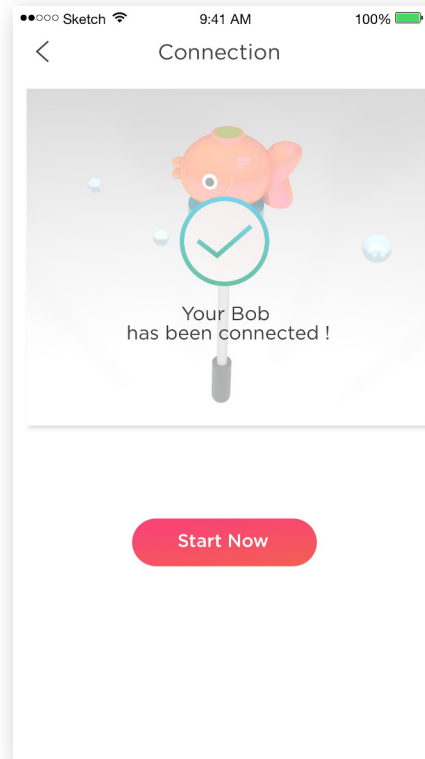 Sketch 9:41 AM 100%
Connection
Your Bob
has been connected !
Start Now